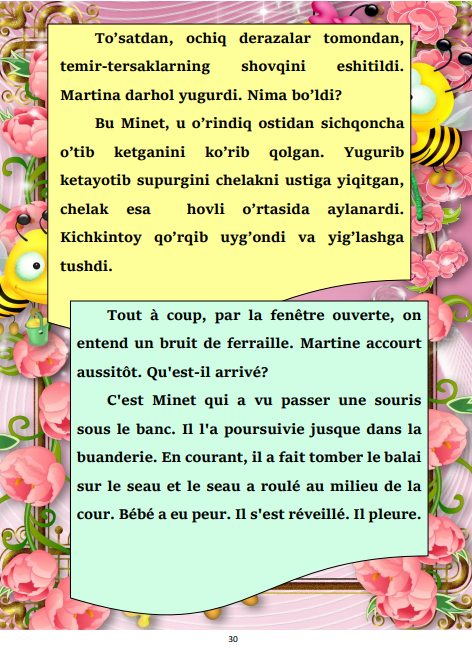 To’satdan, ochiq derazalar tomondan,
temir-tersaklarning shovqini eshitildi.
Martina darhol yugurdi. Nima bo’ldi?
Bu Minet, u o’rindiq ostidan sichqoncha
o’tib ketganini ko’rib qolgan. Yugurib
ketayotib supurgini chelakni ustiga yiqitgan,
chelak esa hovli o’rtasida aylanardi.
Kichkintoy qo’rqib uyg’ondi va yig’lashga
tushdi.
Tout à coup, par la fenêtre ouverte, on
entend un bruit de ferraille. Martine accourt
aussitôt. Qu'est-il arrivé?
C'est Minet qui a vu passer une souris
sous le banc. Il l'a poursuivie jusque dans la
buanderie. En courant, il a fait tomber le balai
sur le seau et le seau a roulé au milieu de la
cour. Bébé a eu peur. Il s'est réveillé. Il pleure.
30